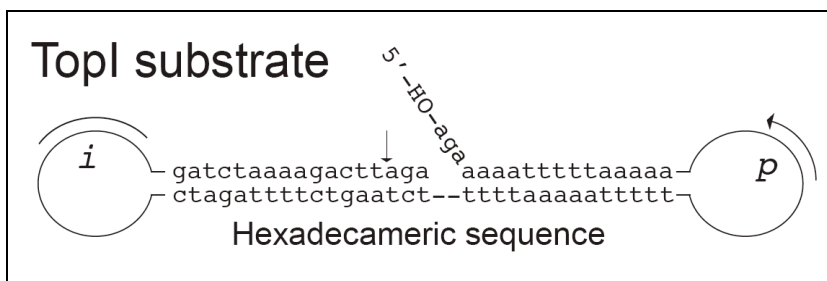 TopI substrate
5'-HO-aga
i
p
gatctaaaagacttaga aaaatttttaaaaa
ctagattttctgaatct--ttttaaaaattttt
Hexadecameric sequence